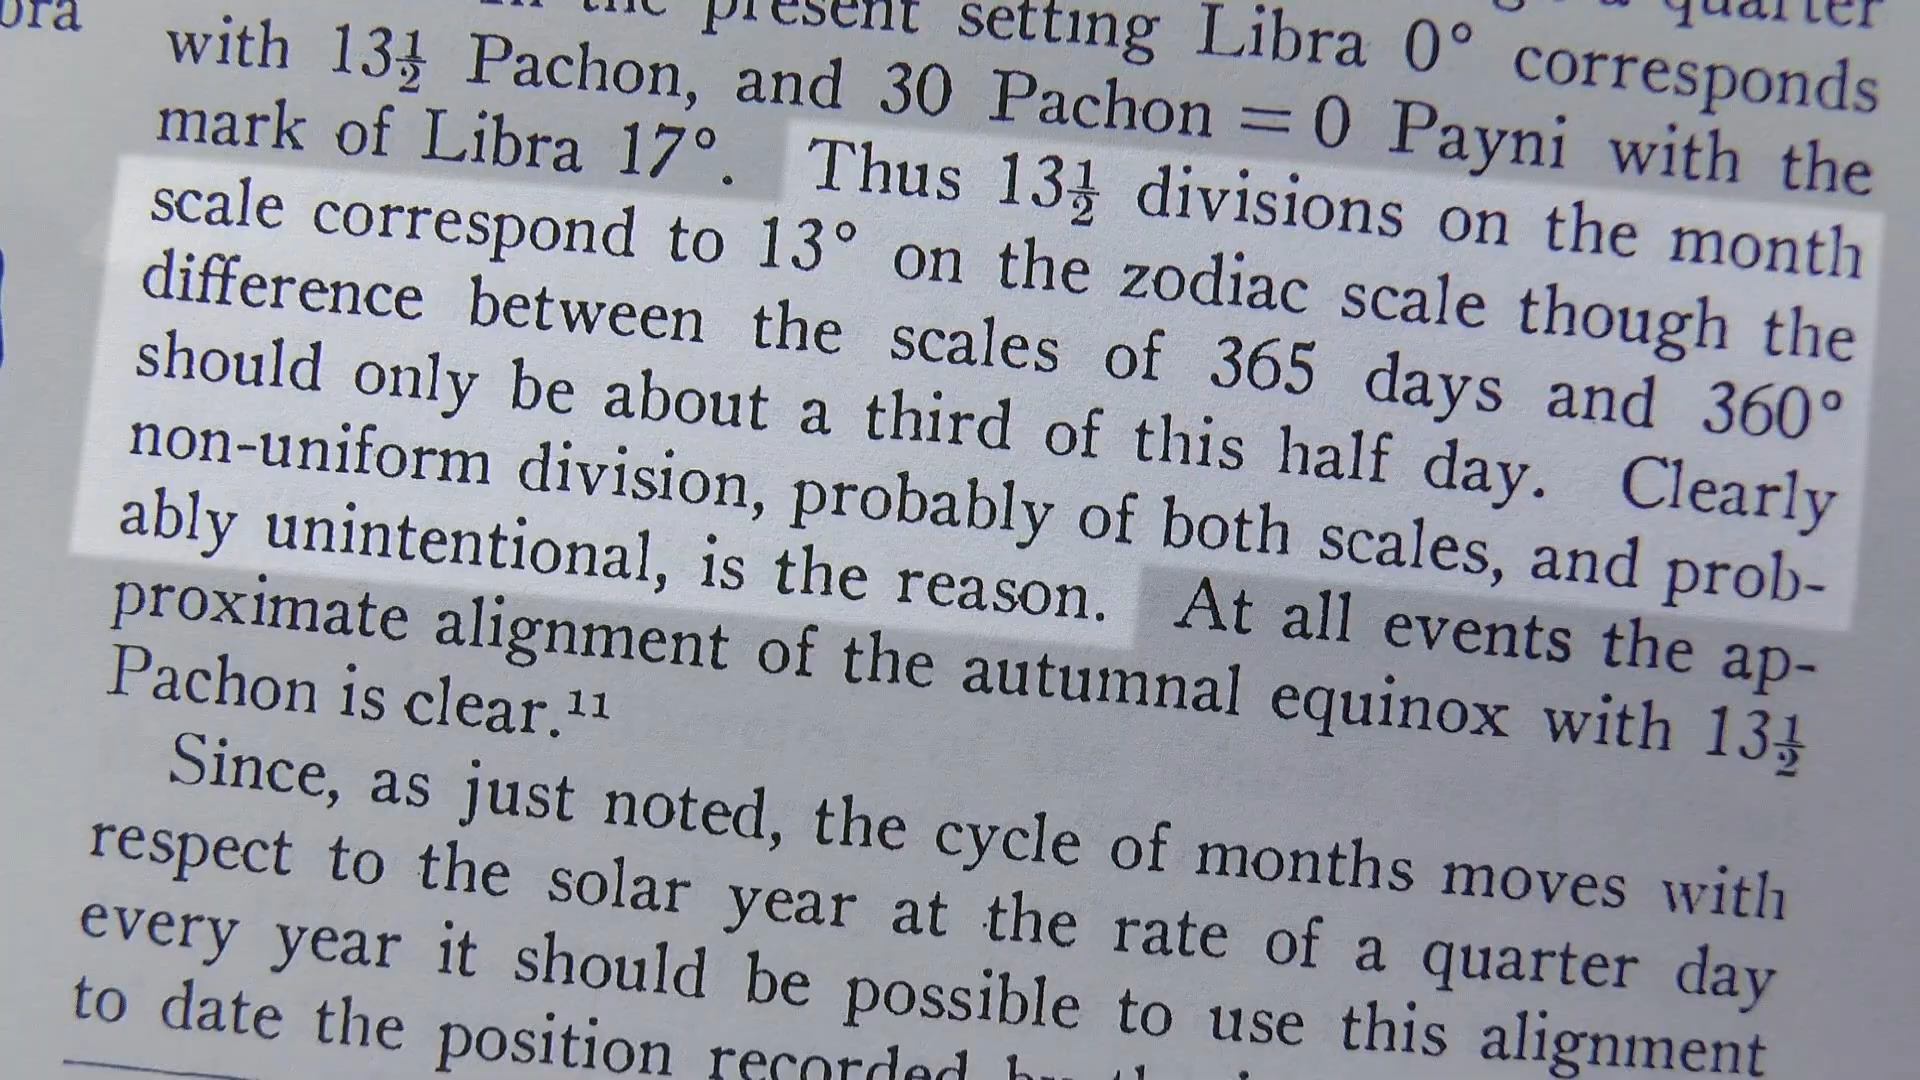 the present setting Libra 0° corresponds
with 13½ Pachon, and 30 Pachon = 0 Payni with the
mark of Libra 17°. Thus 13½ divisions on the month
scale correspond to 13° on the zodiac scale though the
difference between the scales of 365 days and 360°
should only be about a third of this half day. Clearly
non-uniform division, probably of both scales, and prob-
ably unintentional, is the reason. At all events the ap-
proximate alignment of the autumnal equinox with 13½
Pachon is clear.¹¹
Since, as just noted, the cycle of months moves with
respect to the solar year at the rate of a quarter day
every year it should be possible to use this alignment
to date the position recorded